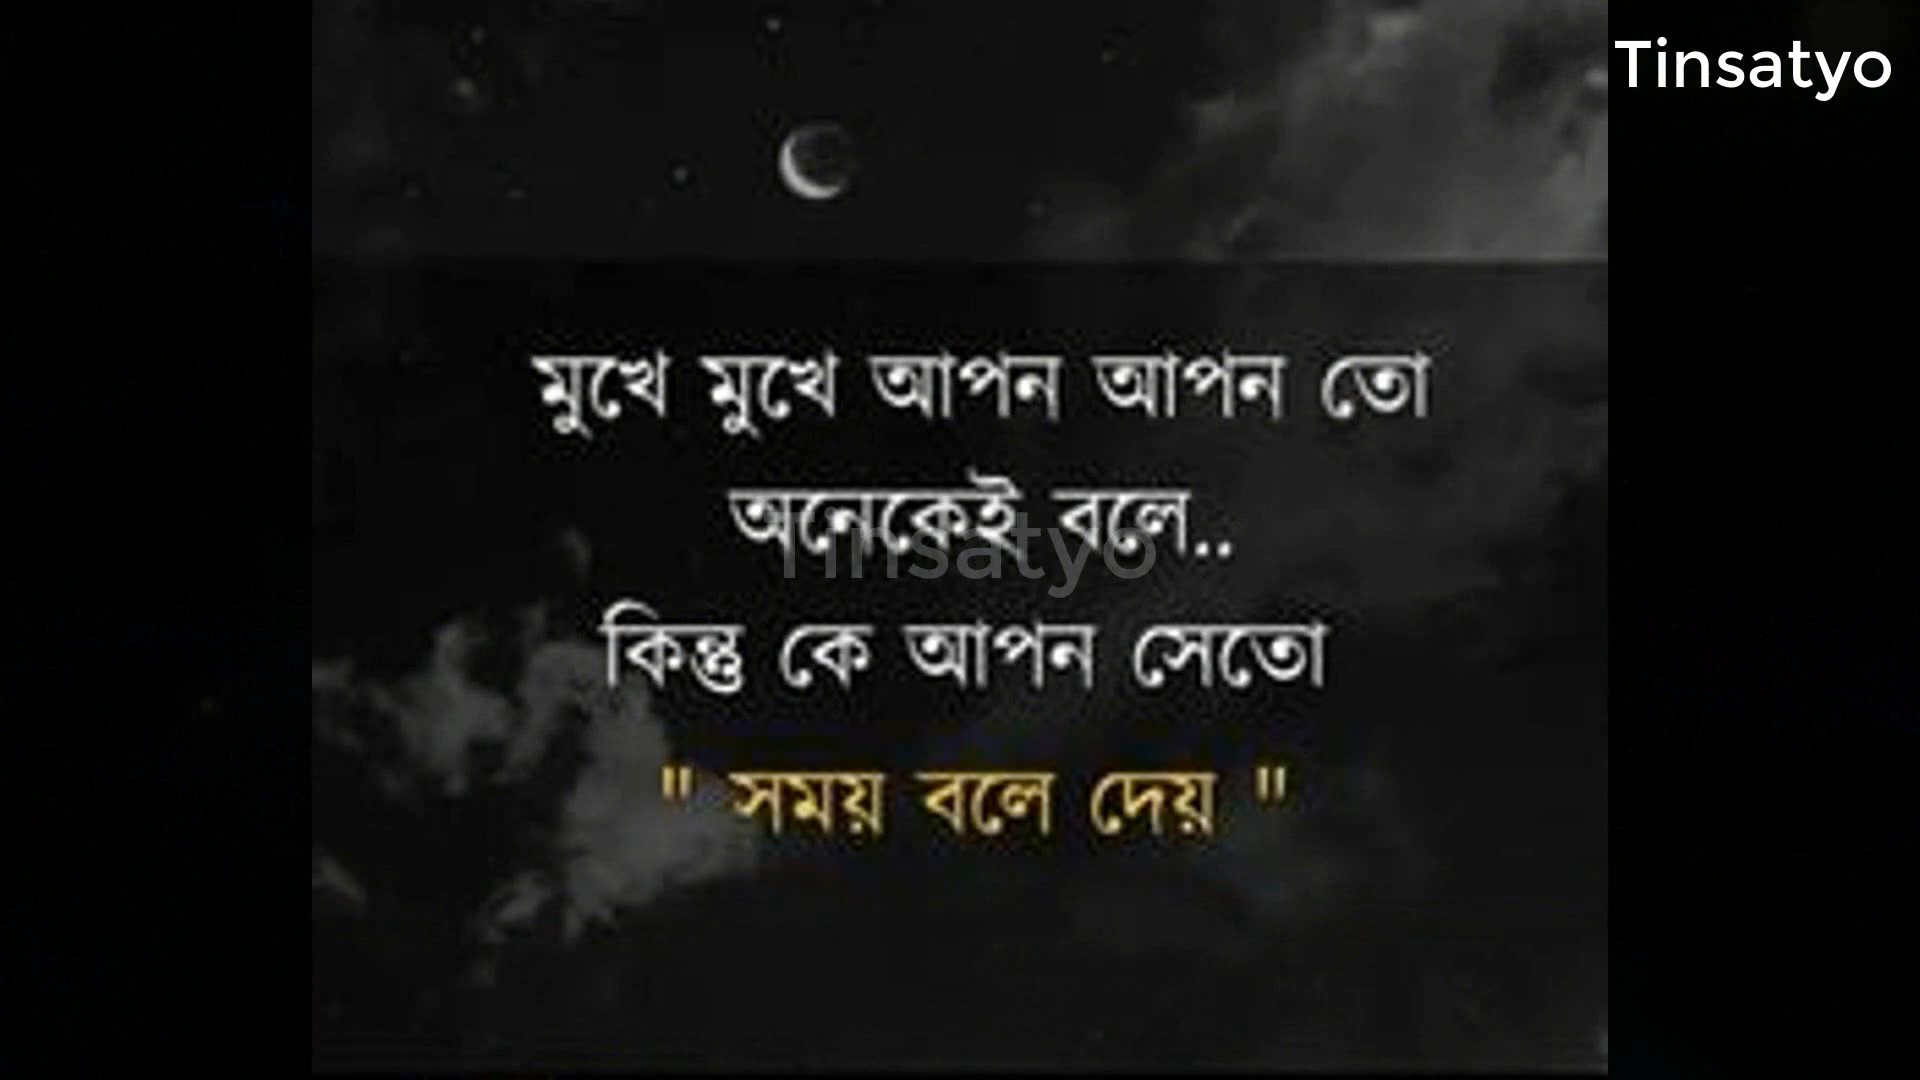 Tinsatyo
মুখে মুখে আপন আপন তো
অনেকেই বলে..
Tinsatyo
কিন্তু কে আপন সেতো
" সময় বলে দেয় "